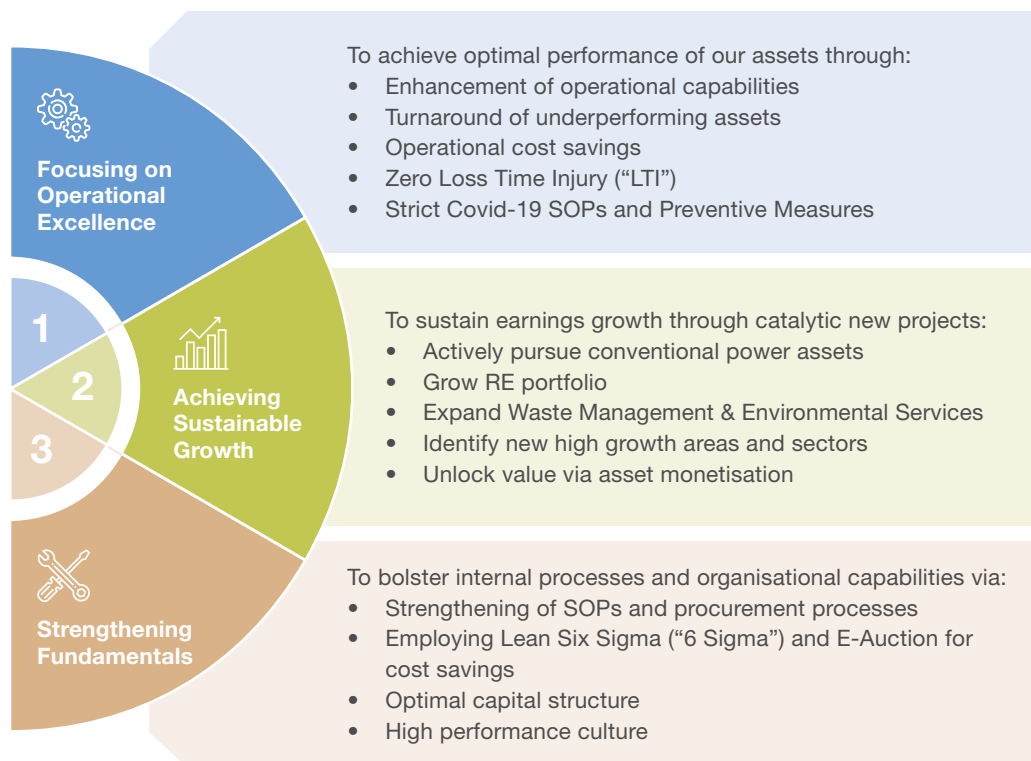 1
Focusing on
Operational
Excellence
To achieve optimal performance of our assets through:
• Enhancement of operational capabilities
• Turnaround of underperforming assets
• Operational cost savings
• Zero Loss Time Injury (“LTI”)
• Strict Covid-19 SOPs and Preventive Measures
2
Achieving
Sustainable
Growth
To sustain earnings growth through catalytic new projects:
• Actively pursue conventional power assets
• Grow RE portfolio
• Expand Waste Management & Environmental Services
• Identify new high growth areas and sectors
• Unlock value via asset monetisation
3
Strengthening
Fundamentals
To bolster internal processes and organisational capabilities via:
• Strengthening of SOPs and procurement processes
• Employing Lean Six Sigma (“6 Sigma”) and E-Auction for
cost savings
• Optimal capital structure
• High performance culture